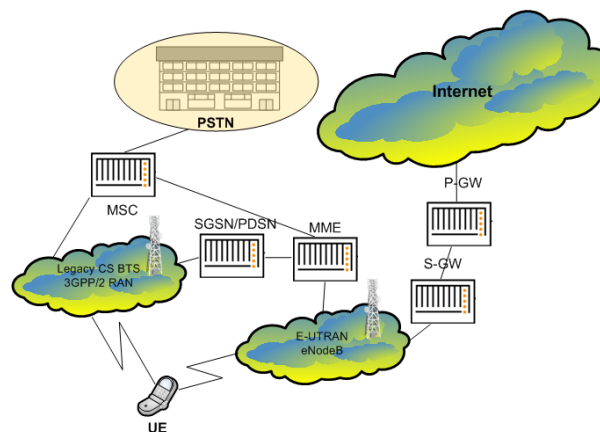 Internet
PSTN
P-GW
MSC
SGSN/PDSN
MME
S-GW
Legacy CS BTS
3GPP/2 RAN
E-UTRAN
eNodeB
UE